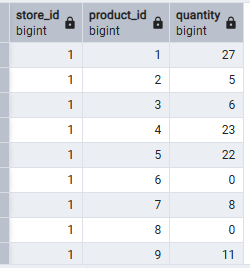 store_id product_id quantity
bigint bigint bigint
1 1 27
1 2 5
1 3 6
1 4 23
1 5 22
1 6 0
1 7 8
1 8 0
1 9 11